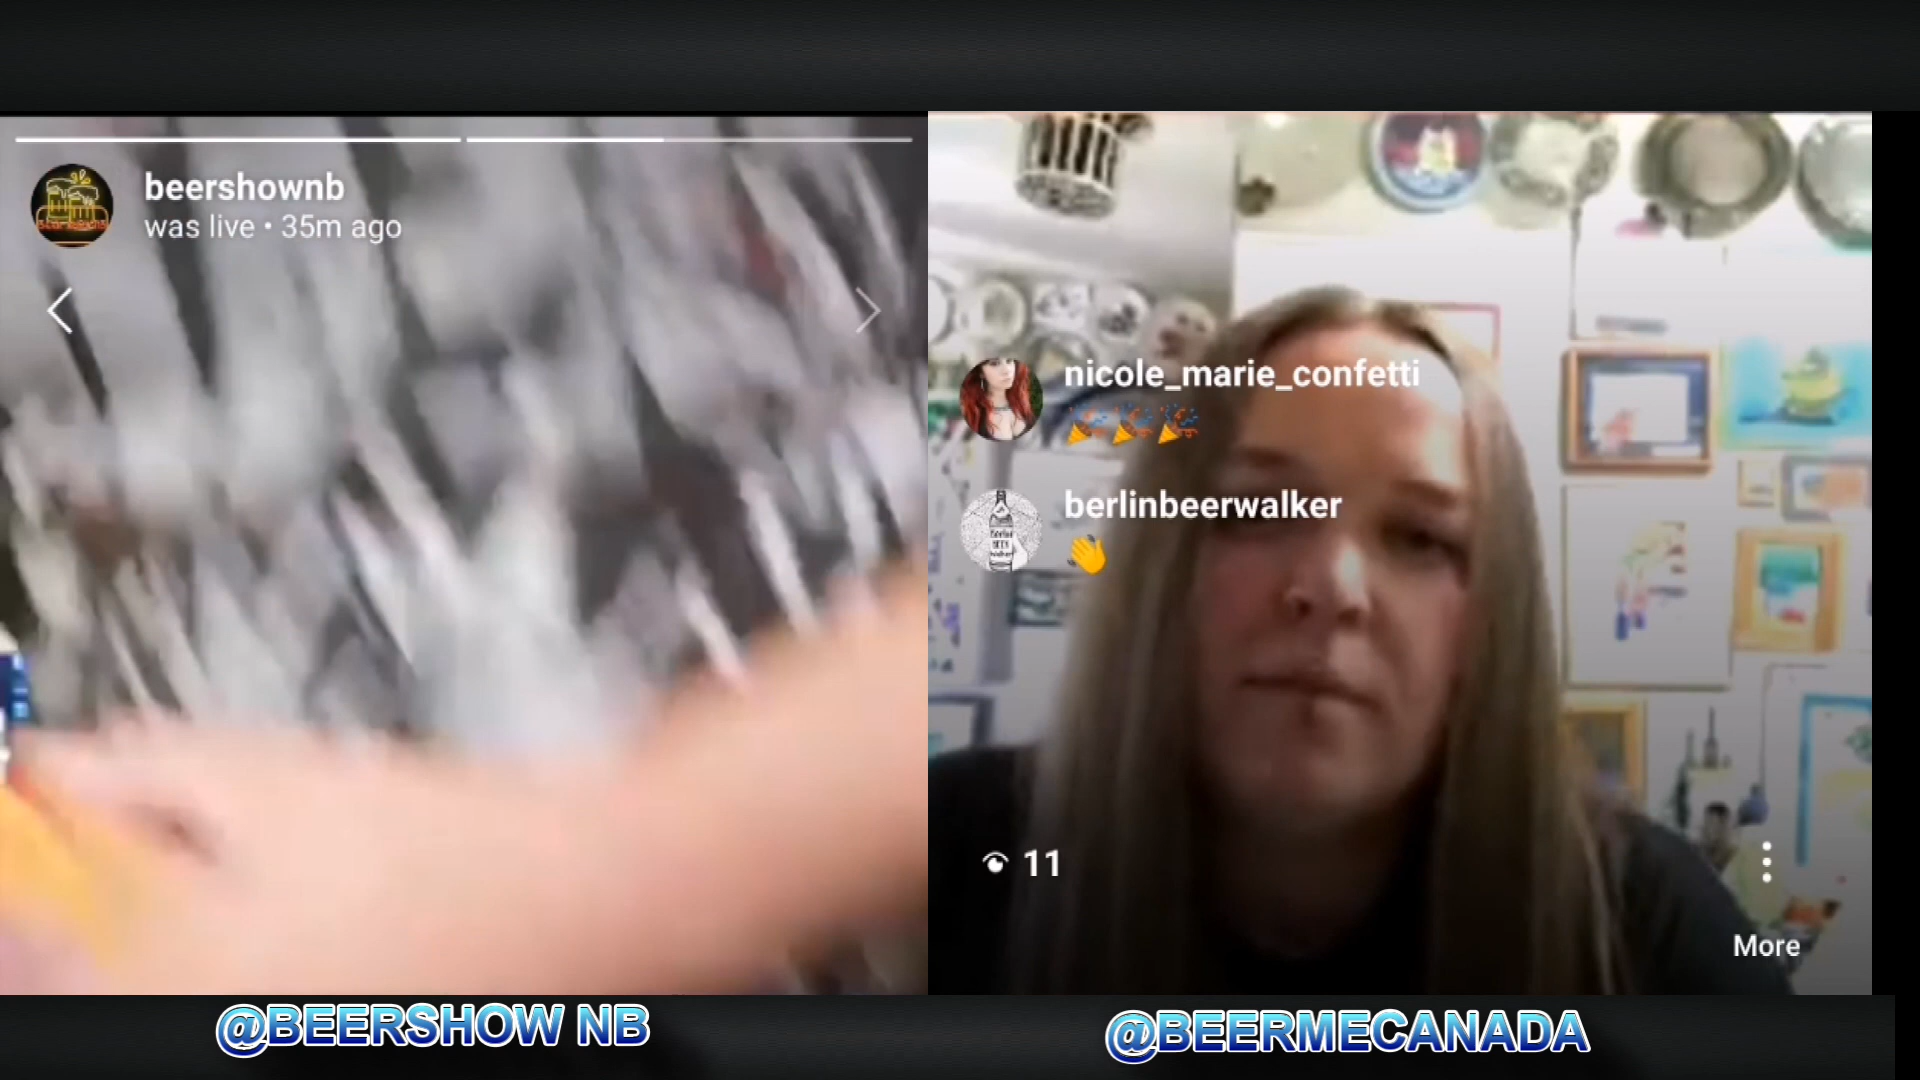 beershownb
was live • 35m ago
nicole_marie_confetti
berlinbeerwalker
11
More
@BEERSHOW NB
@BEERMECANADA